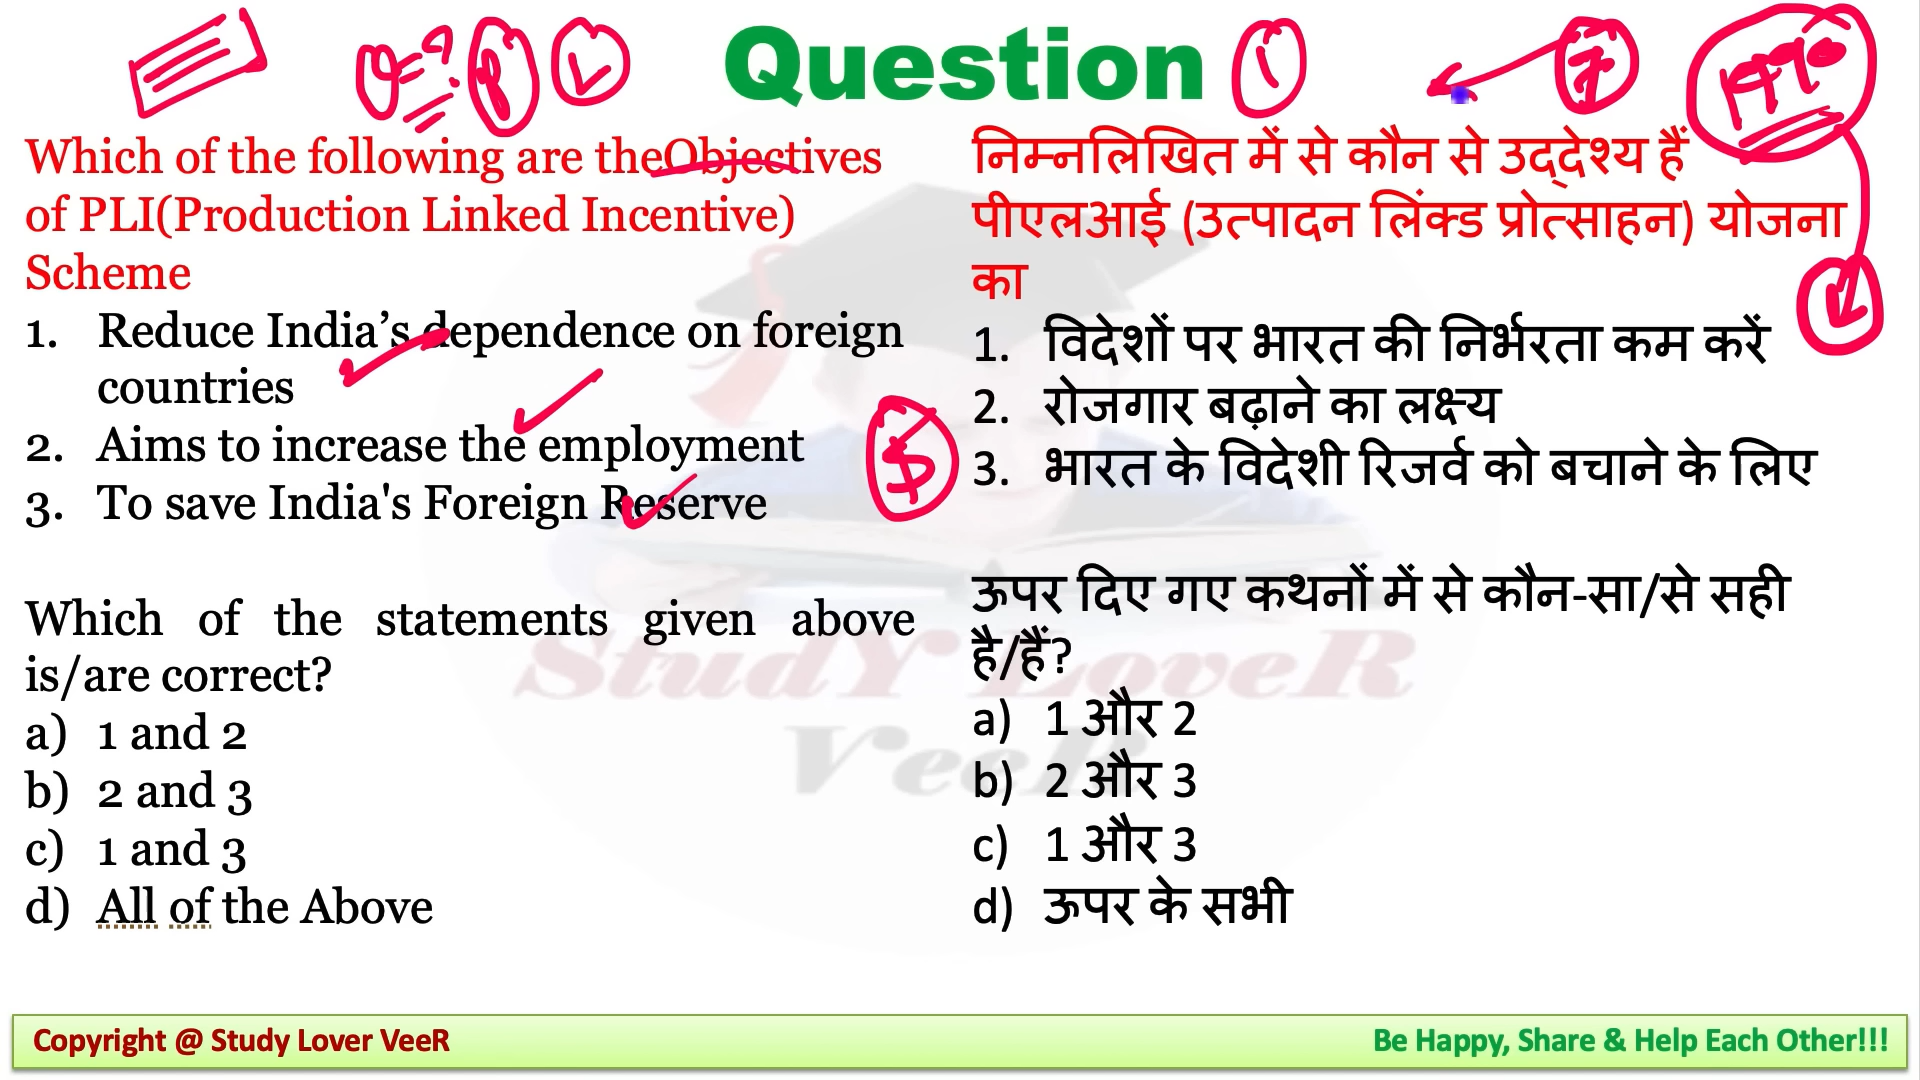 Question
Which of the following are theObjectives
of PLI(Production Linked Incentive)
Scheme
1. Reduce India’s dependence on foreign
countries
2. Aims to increase the employment
3. To save India's Foreign Reserve
Which of the statements given above
is/are correct?
a) 1 and 2
b) 2 and 3
c) 1 and 3
d) All of the Above
निम्नलिखित में से कौन से उद्देश्य हैं
पीएलआई (उत्पादन लिंक्ड प्रोत्साहन) योजना
का
1. विदेशों पर भारत की निर्भरता कम करें
2. रोजगार बढ़ाने का लक्ष्य
3. भारत के विदेशी रिजर्व को बचाने के लिए
ऊपर दिए गए कथनों में से कौन-सा/से सही
है/हैं?
a) 1 और 2
b) 2 और 3
c) 1 और 3
d) ऊपर के सभी
1990
$
StudY LoveR
VeeR
Copyright @ Study Lover VeeR
Be Happy, Share & Help Each Other!!!